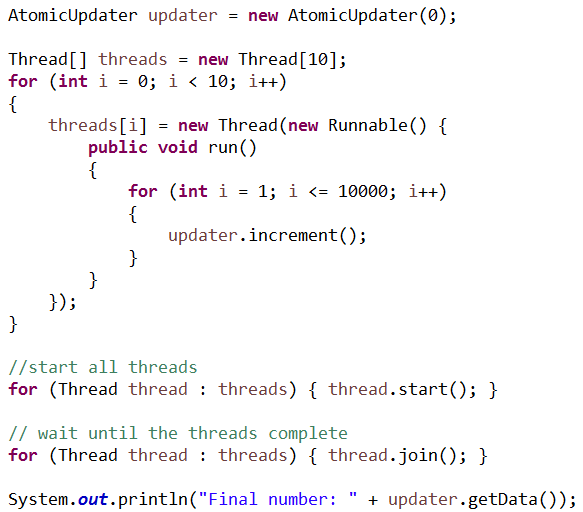 AtomicUpdater updater = new AtomicUpdater(0);

Thread[] threads = new Thread[10];
for (int i = 0; i < 10; i++)
{
    threads[i] = new Thread(new Runnable() {
        public void run()
        {
            for (int i = 1; i <= 10000; i++)
            {
                updater.increment();
            }
        }
    });
}

//start all threads
for (Thread thread : threads) { thread.start(); }

// wait until the threads complete
for (Thread thread : threads) { thread.join(); }

System.out.println("Final number: " + updater.getData());